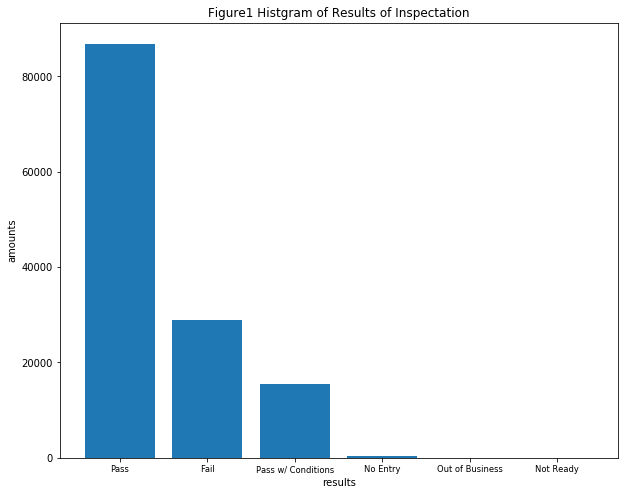 Figure1 Histgram of Results of Inspectation
80000
60000
40000
20000
0
amounts
Pass Fail Pass w/ Conditions No Entry Out of Business Not Ready
results